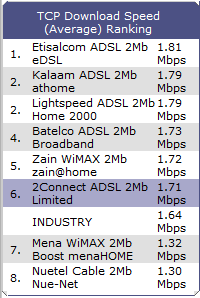 TCP Download Speed
(Average) Ranking
1. Etisalcom ADSL 2Mb 1.81
eDSL Mbps
2. Kalaam ADSL 2Mb 1.79
athome Mbps
2. Lightspeed ADSL 2Mb 1.79
Home 2000 Mbps
4. Batelco ADSL 2Mb 1.73
Broadband Mbps
5. Zain WiMAX 2Mb 1.72
zain@home Mbps
6. 2Connect ADSL 2Mb 1.71
Limited Mbps
INDUSTRY 1.64
Mbps
7. Mena WiMAX 2Mb 1.32
Boost menaHOME Mbps
8. Nuetel Cable 2Mb 1.30
Nue-Net Mbps